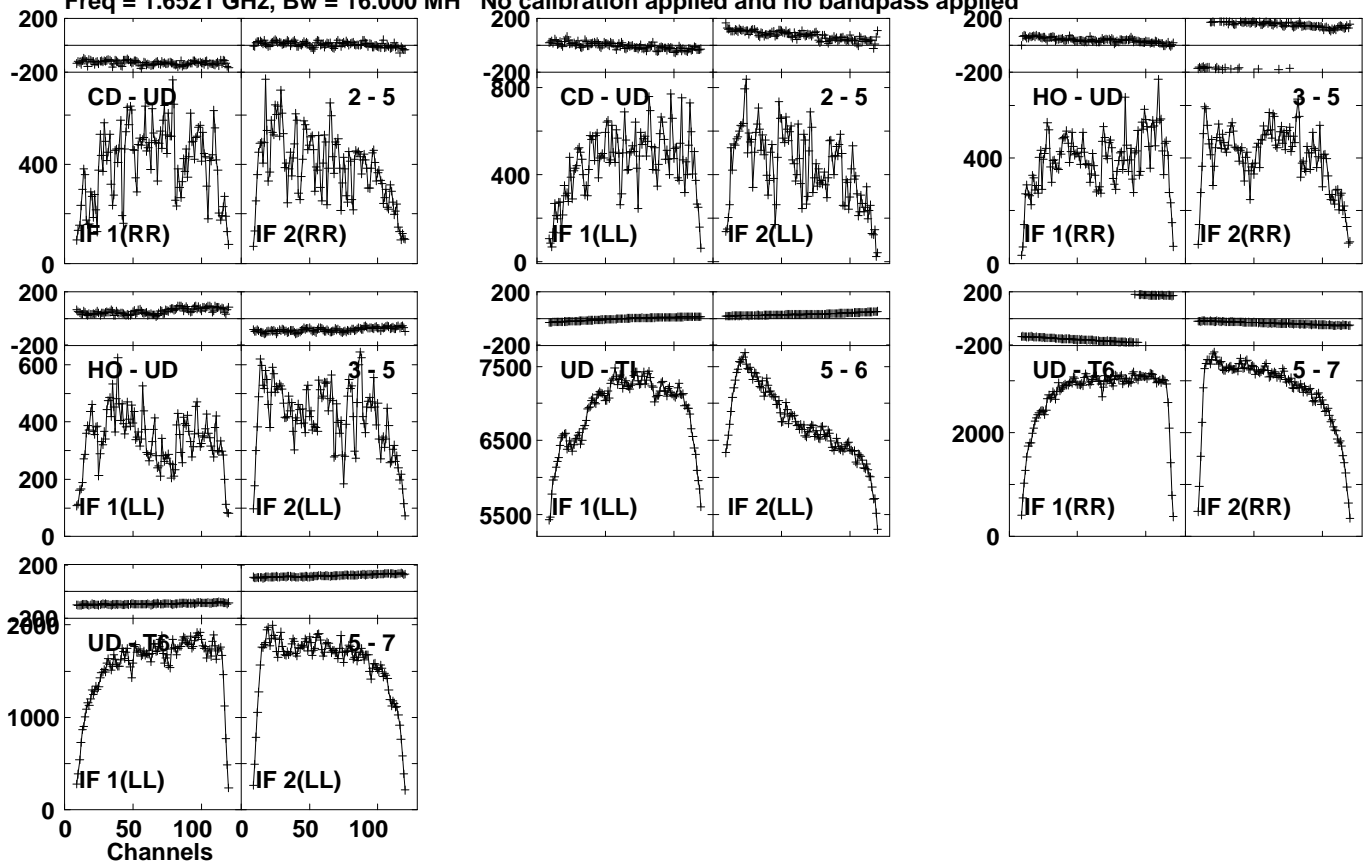 Freq = 1.6521 GHz, Bw = 16.000 MH No calibration applied and no bandpass applied
200
-200
CD - UD 2 - 5
400
0
IF 1(RR) IF 2(RR)
200
-200
800
CD - UD 2 - 5
400
0
IF 1(LL) IF 2(LL)
200
-200
HO - UD 3 - 5
400
0
IF 1(RR) IF 2(RR)
200
-200
600
HO - UD 3 - 5
400
200
0
IF 1(LL) IF 2(LL)
200
-200
7500
UD - TI 5 - 6
6500
5500
IF 1(LL) IF 2(LL)
200
-200
UD - T6 5 - 7
2000
0
IF 1(RR) IF 2(RR)
200
-200
2000
UD - T6 5 - 7
1000
0
IF 1(LL) IF 2(LL)
0 50 100 0 50 100
Channels